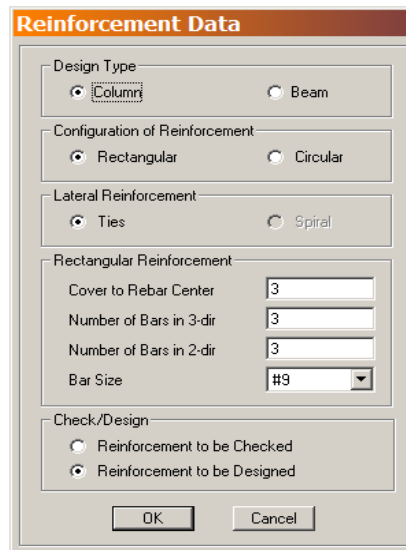 Reinforcement Data
Design Type
Column Beam
Configuration of Reinforcement
Rectangular Circular
Lateral Reinforcement
Ties Spiral
Rectangular Reinforcement
Cover to Rebar Center 3
Number of Bars in 3-dir 3
Number of Bars in 2-dir 3
Bar Size #9
Check/Design
Reinforcement to be Checked
Reinforcement to be Designed
OK Cancel